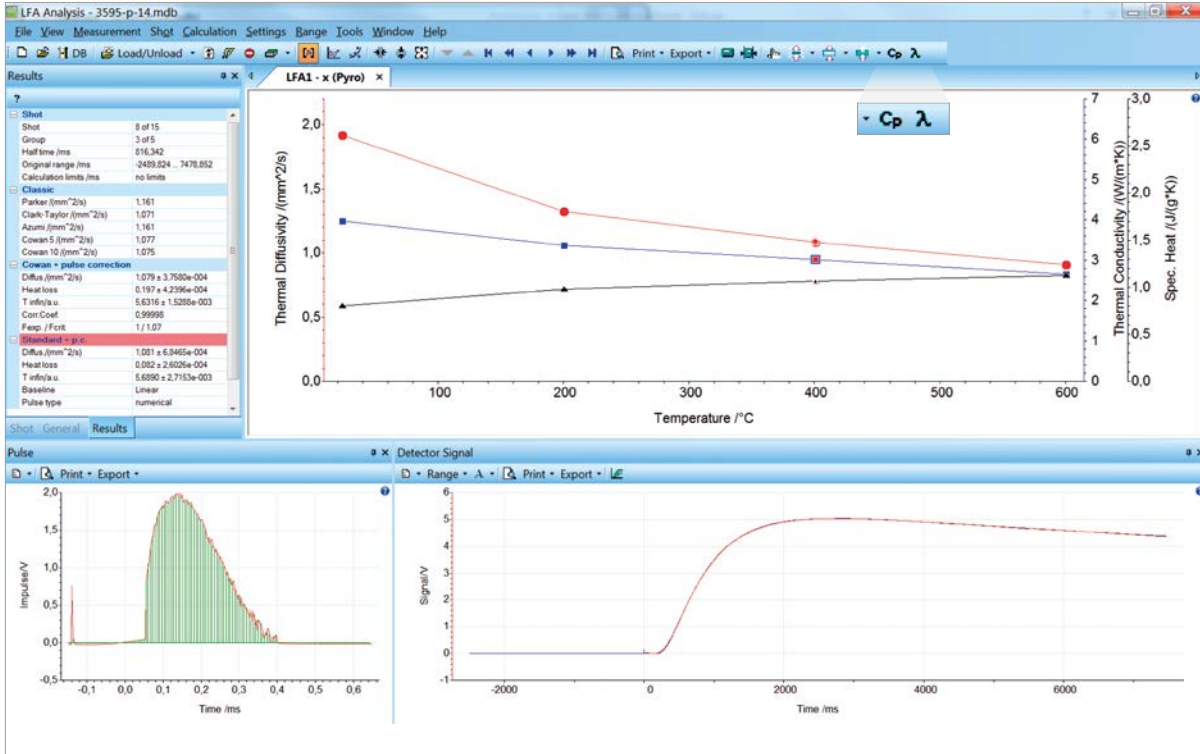 LFA Analysis - 3595-p-14.mdb
File View Measurement Shot Calculation Settings Range Tools Window Help
DB Load/Unload Print Export Cp λ
Results
LFA1 - x (Pyro) ×
?
Shot
Shot 8 of 15
Group 3 of 5
Halftime /ms 816,342
Original range /ms -2489,824 ... 7478,852
Calculation limits /ms no limits
Classic
Parker /(mm^2/s) 1,161
Clark-Taylor /(mm^2/s) 1,071
Azumi /(mm^2/s) 1,161
Cowan 5 /(mm^2/s) 1,077
Cowan 10 /(mm^2/s) 1,075
Cowan + pulse correction
Diffus./(mm^2/s) 1,079 ± 3,7580e-004
Heat loss 0,197 ± 4,2396e-004
T infin/a.u. 5,6316 ± 1,5288e-003
Corr.Coef. 0,99998
Fexp. / Fcrit. 1 / 1.07
Standard + p.c.
Diffus./(mm^2/s) 1,081 ± 6,8465e-004
Heat loss 0,082 ± 2,6026e-004
T infin/a.u. 5,6890 ± 2,7153e-003
Baseline Linear
Pulse type numerical
Shot General Results
Cp λ
Thermal Diffusivity /(mm^2/s)
2,0
1,5
1,0
0,5
0,0
100 200 300 400 500 600
Temperature /°C
7
6
5
4
3
2
1
0
Thermal Conductivity /(W/(m*K))
3,0
2,5
2,0
1,5
1,0
0,5
0,0
Spec. Heat /(J/(g*K))
Pulse
Print Export
Impulse/V
2,0
1,5
1,0
0,5
0,0
-0,5
-0,1 0,0 0,1 0,2 0,3 0,4 0,5 0,6
Time /ms
Detector Signal
Range A Print Export
Signal/V
6
5
4
3
2
1
0
-1
-2000 0 2000 4000 6000
Time /ms